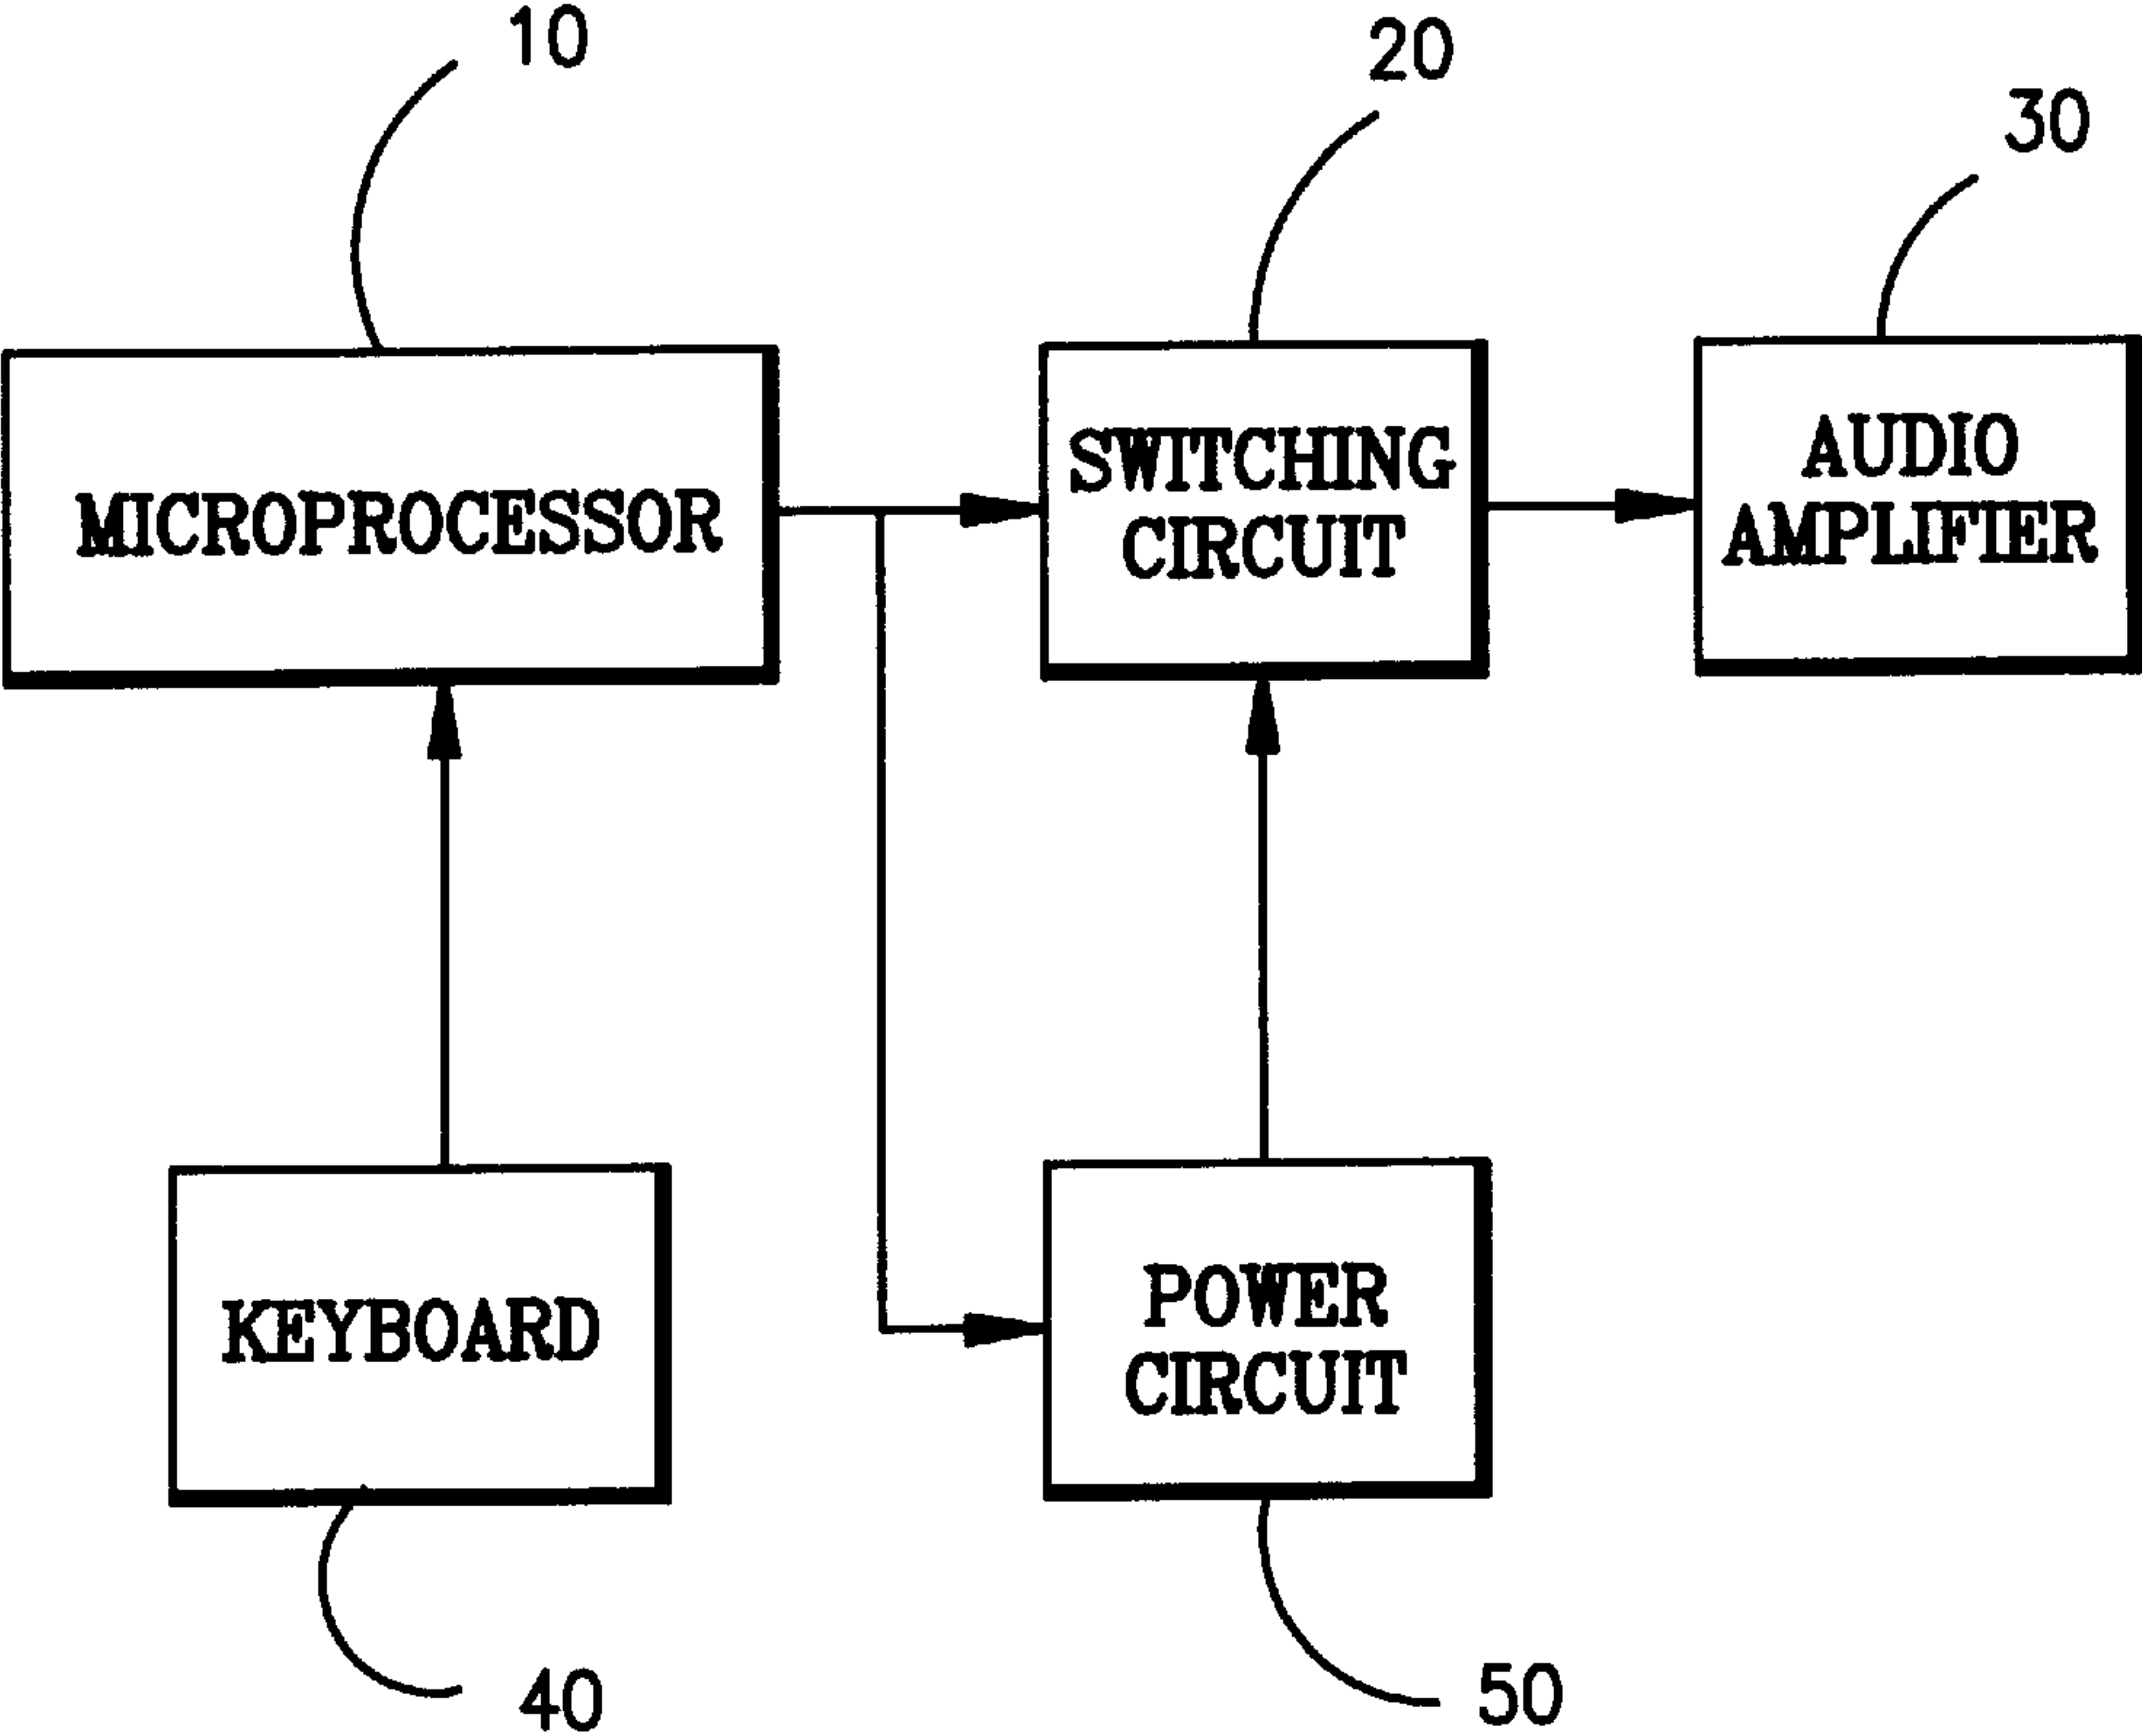 10
20
30
MICROPROCESSOR
SWITCHING
CIRCUIT
AUDIO
AMPLIFIER
KEYBOARD
POWER
CIRCUIT
40
50